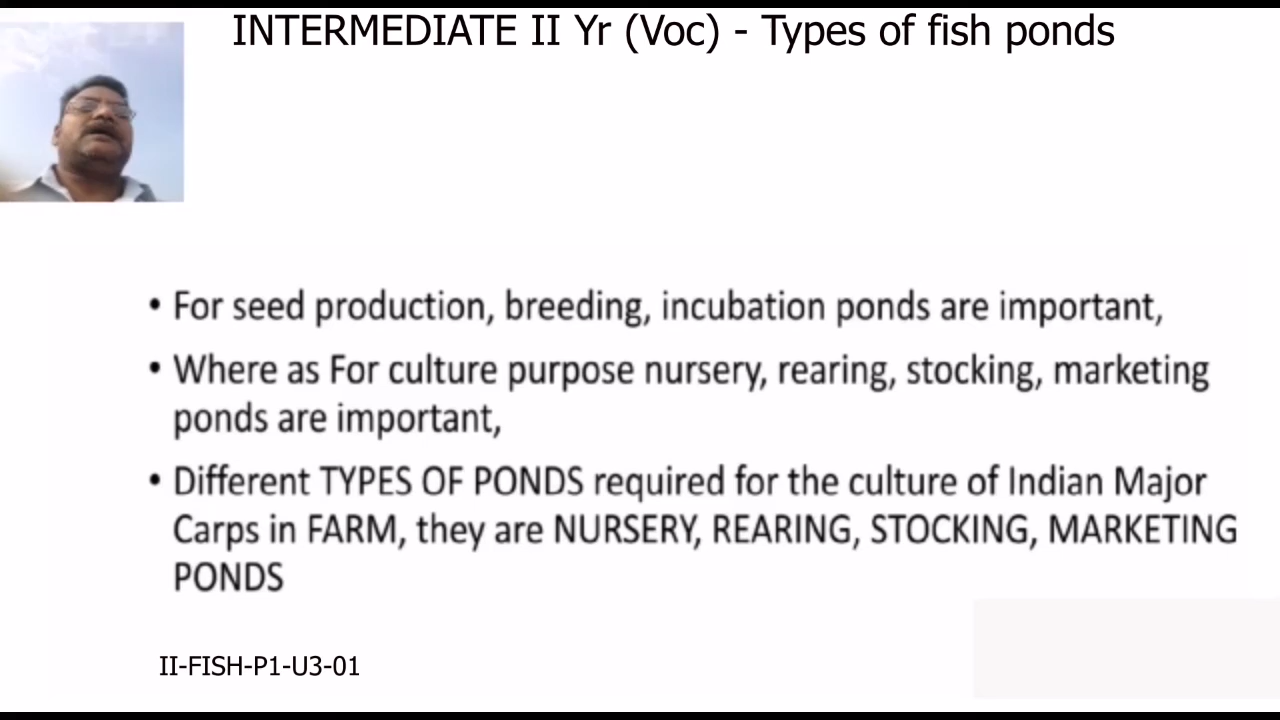 INTERMEDIATE II Yr (Voc) - Types of fish ponds
• For seed production, breeding, incubation ponds are important,
• Where as For culture purpose nursery, rearing, stocking, marketing
ponds are important,
• Different TYPES OF PONDS required for the culture of Indian Major
Carps in FARM, they are NURSERY, REARING, STOCKING, MARKETING
PONDS
II-FISH-P1-U3-01